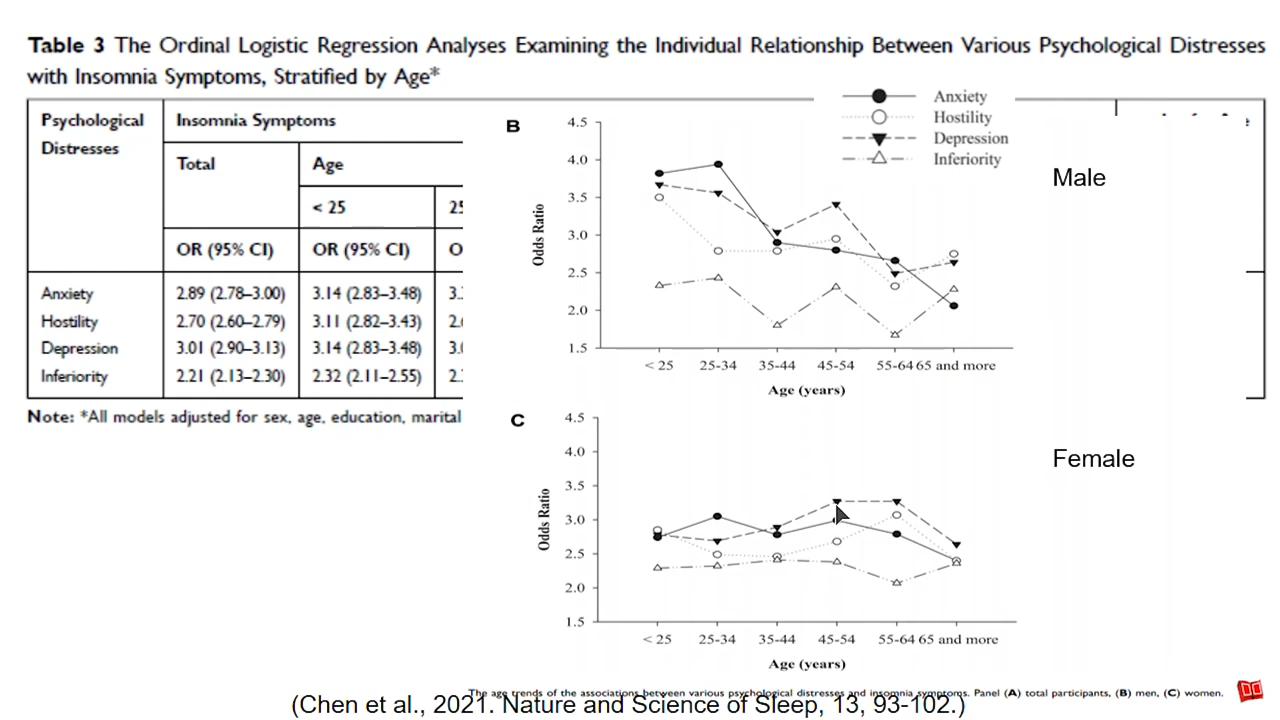 Table 3 The Ordinal Logistic Regression Analyses Examining the Individual Relationship Between Various Psychological Distresses
with Insomnia Symptoms, Stratified by Age*
Psychological
Distresses
Insomnia Symptoms
Total
Age
< 25
25
OR (95% CI)
OR (95% CI)
O
Anxiety 2.89 (2.78–3.00) 3.14 (2.83–3.48) 3.
Hostility 2.70 (2.60–2.79) 3.11 (2.82–3.43) 2.
Depression 3.01 (2.90–3.13) 3.14 (2.83–3.48) 3.
Inferiority 2.21 (2.13–2.30) 2.32 (2.11–2.55) 2.
Note: *All models adjusted for sex, age, education, marital
Anxiety
Hostility
Depression
Inferiority
B
Male
4.5
4.0
3.5
3.0
2.5
2.0
1.5
Odds Ratio
< 25 25-34 35-44 45-54 55-64 65 and more
Age (years)
C
Female
4.5
4.0
3.5
3.0
2.5
2.0
1.5
Odds Ratio
< 25 25-34 35-44 45-54 55-64 65 and more
Age (years)
The age trends of the associations between various psychological distresses and insomnia symptoms. Panel (A) total participants, (B) men, (C) women.
(Chen et al., 2021. Nature and Science of Sleep, 13, 93-102.)